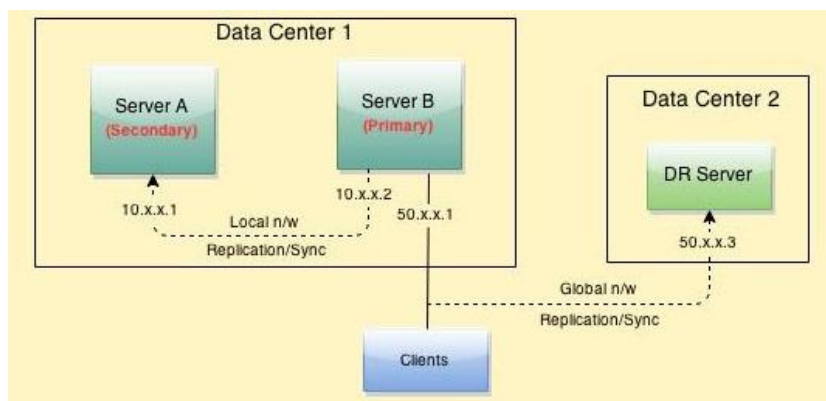 Data Center 1
Server A
(Secondary)
Server B
(Primary)
10.x.x.1
10.x.x.2
50.x.x.1
Local n/w
Replication/Sync
Data Center 2
DR Server
50.x.x.3
Global n/w
Replication/Sync
Clients